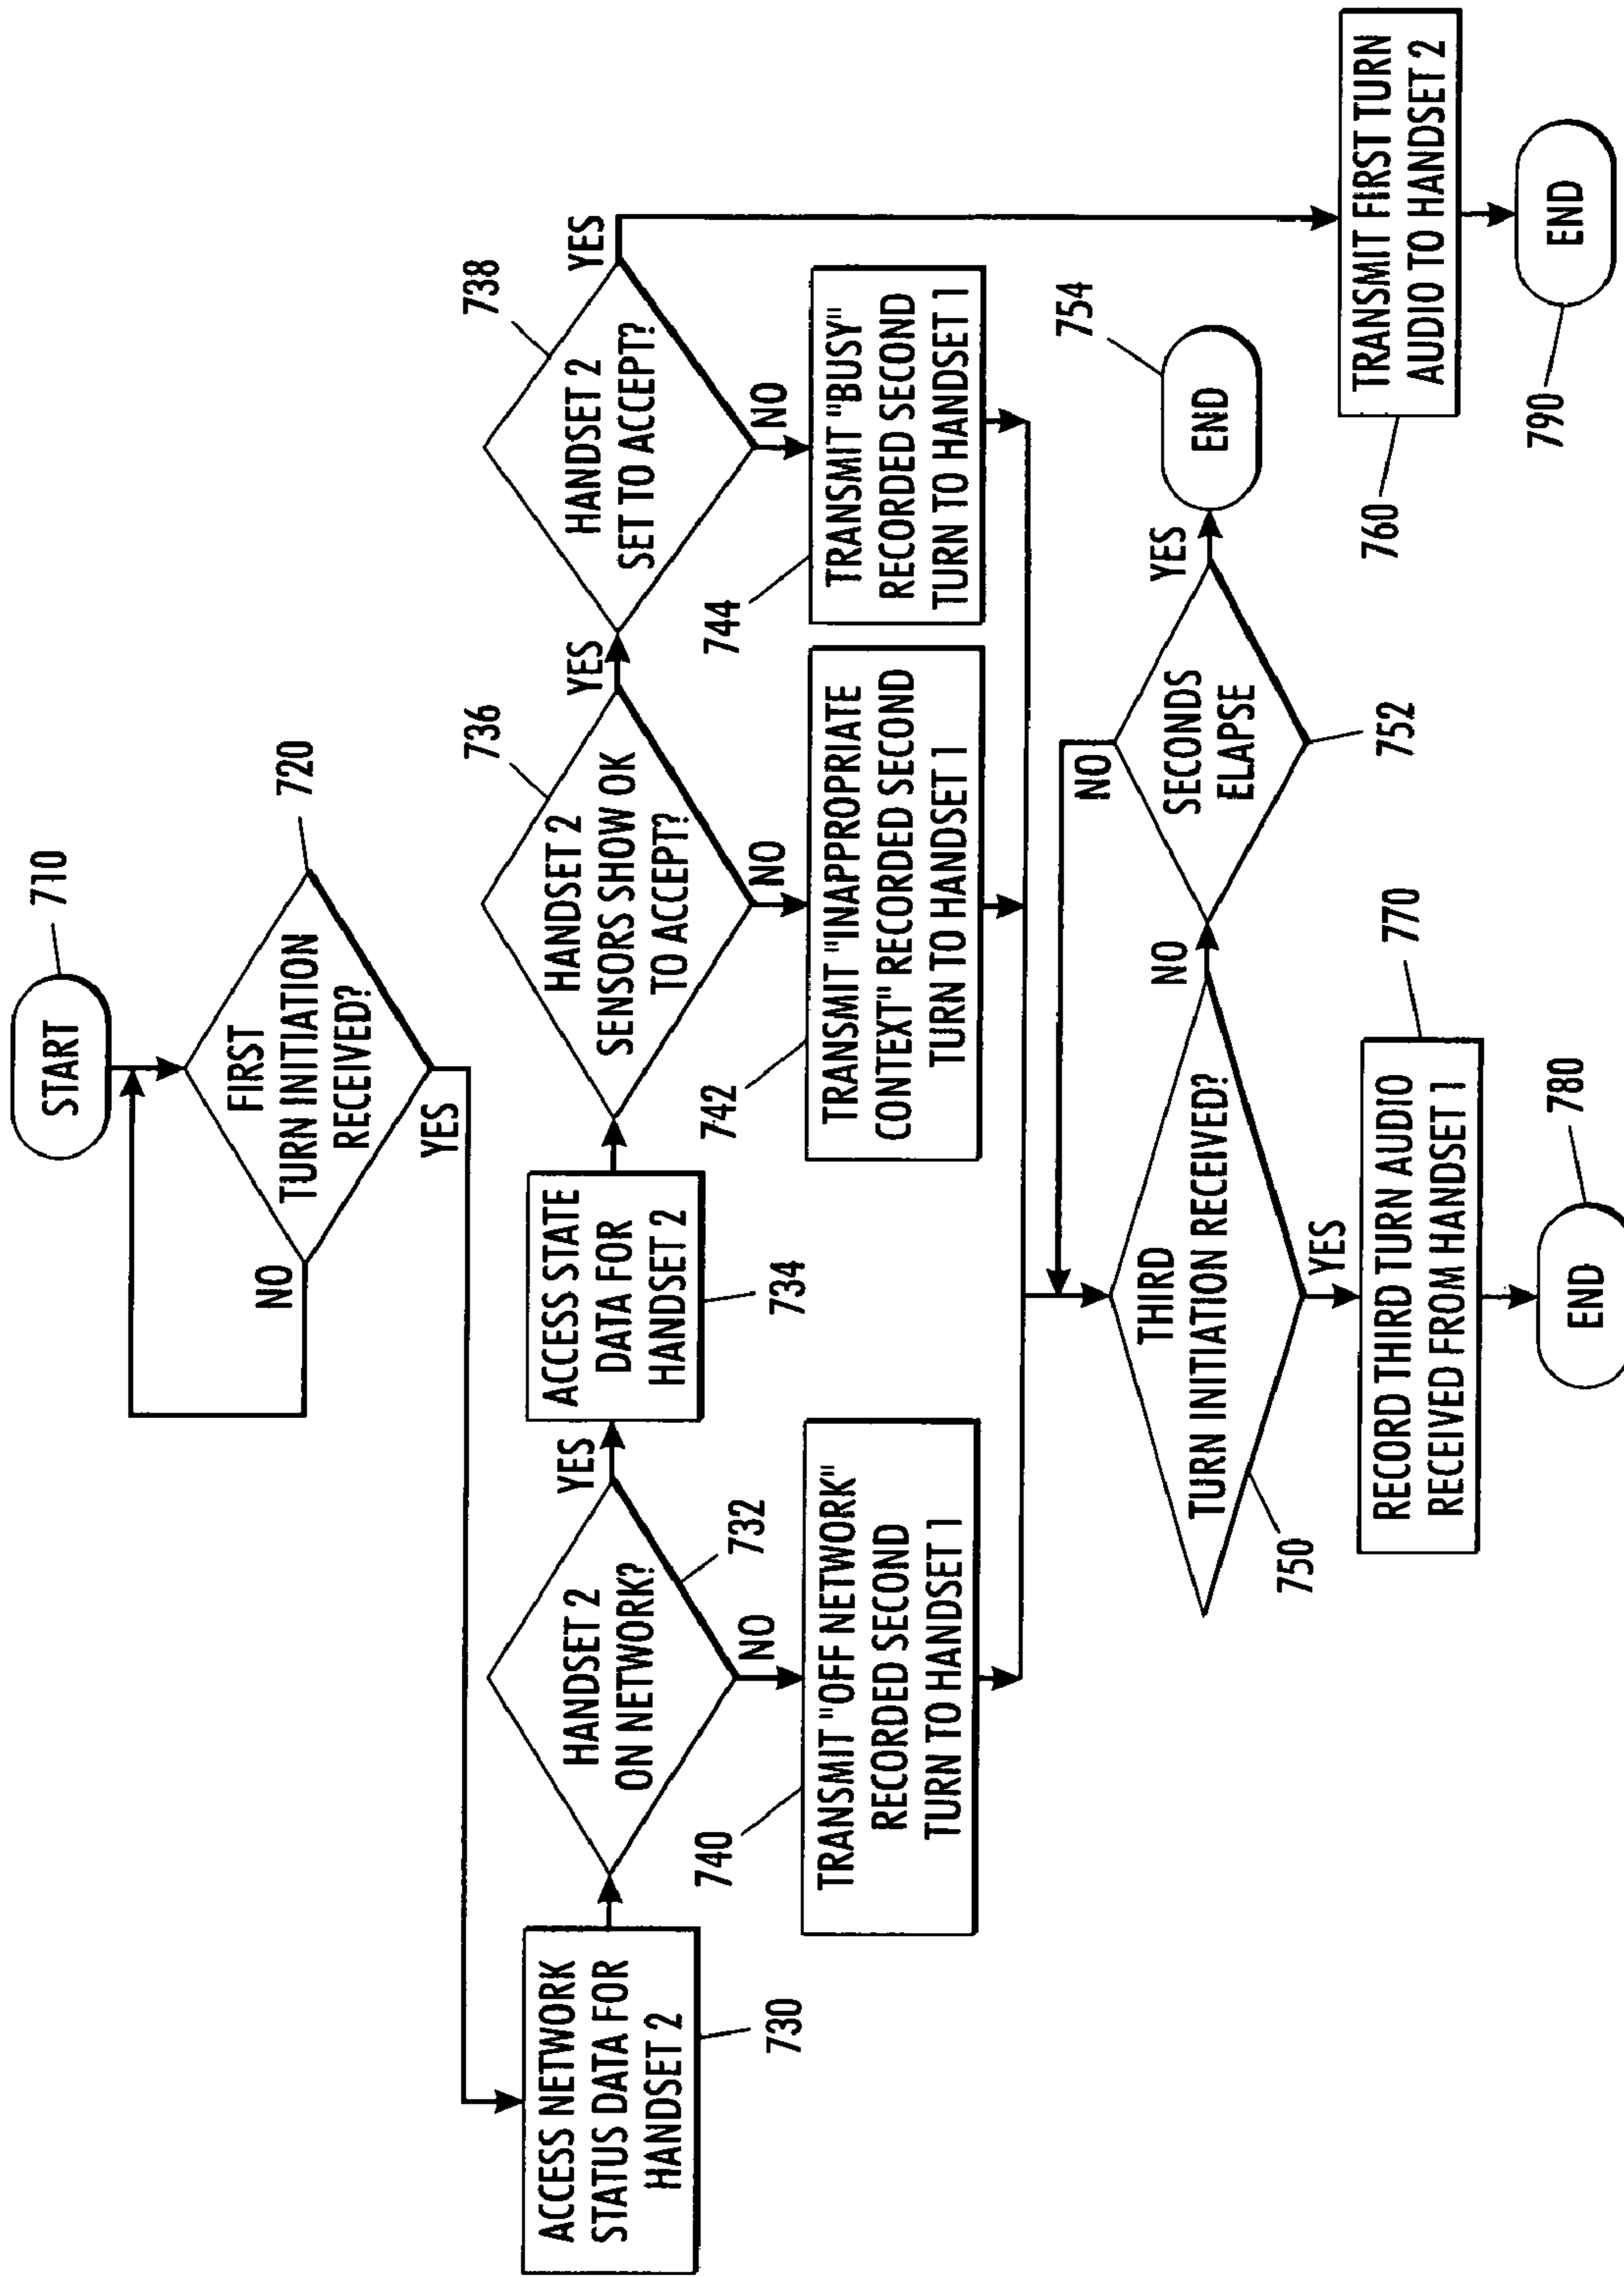 START
710
FIRST
TURN INITIATION
RECEIVED?
720
NO
YES
ACCESS NETWORK
STATUS DATA FOR
HANDSET 2
730
HANDSET 2
ON NETWORK?
732
YES
NO
ACCESS STATE
DATA FOR
HANDSET 2
734
HANDSET 2
SENSORS SHOW OK
TO ACCEPT?
736
YES
NO
HANDSET 2
SET TO ACCEPT?
738
YES
NO
TRANSMIT "OFF NETWORK"
RECORDED SECOND
TURN TO HANDSET 1
740
TRANSMIT "INAPPROPRIATE
CONTEXT" RECORDED SECOND
TURN TO HANDSET 1
742
TRANSMIT "BUSY"
RECORDED SECOND
TURN TO HANDSET 1
744
THIRD
TURN INITIATION RECEIVED?
750
NO
YES
SECONDS
ELAPSE
752
NO
YES
END
754
RECORD THIRD TURN AUDIO
RECEIVED FROM HANDSET 1
770
END
780
TRANSMIT FIRST TURN
AUDIO TO HANDSET 2
760
END
790